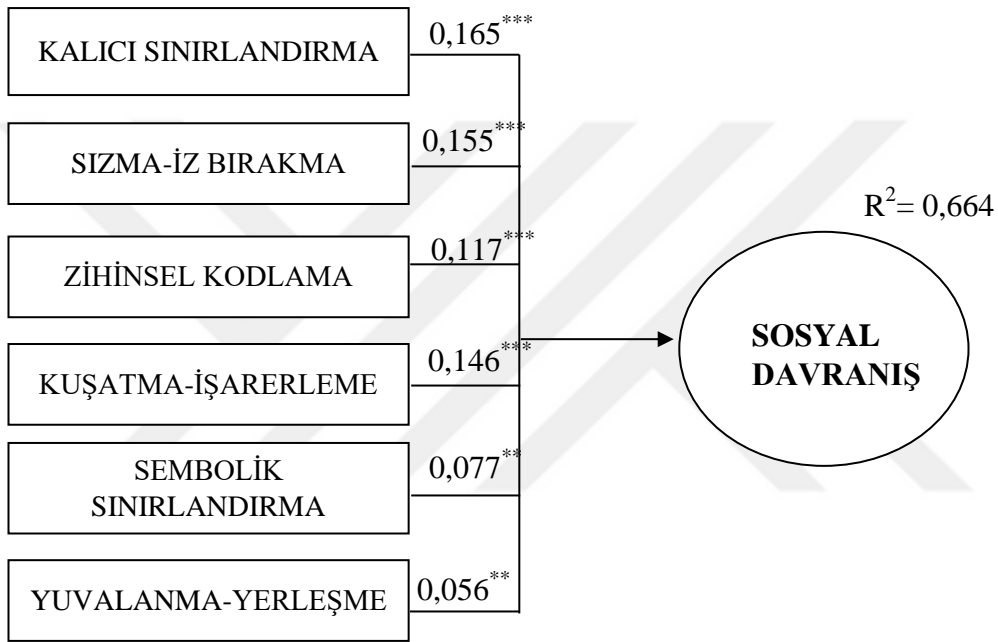 KALICI SINIRLANDIRMA
0,165***
SIZMA-İZ BIRAKMA
0,155***
ZİHİNSEL KODLAMA
0,117***
KUŞATMA-İŞARERLEME
0,146***
SEMBOLİK
SINIRLANDIRMA
0,077**
YUVALANMA-YERLEŞME
0,056**
R²= 0,664
SOSYAL
DAVRANIŞ